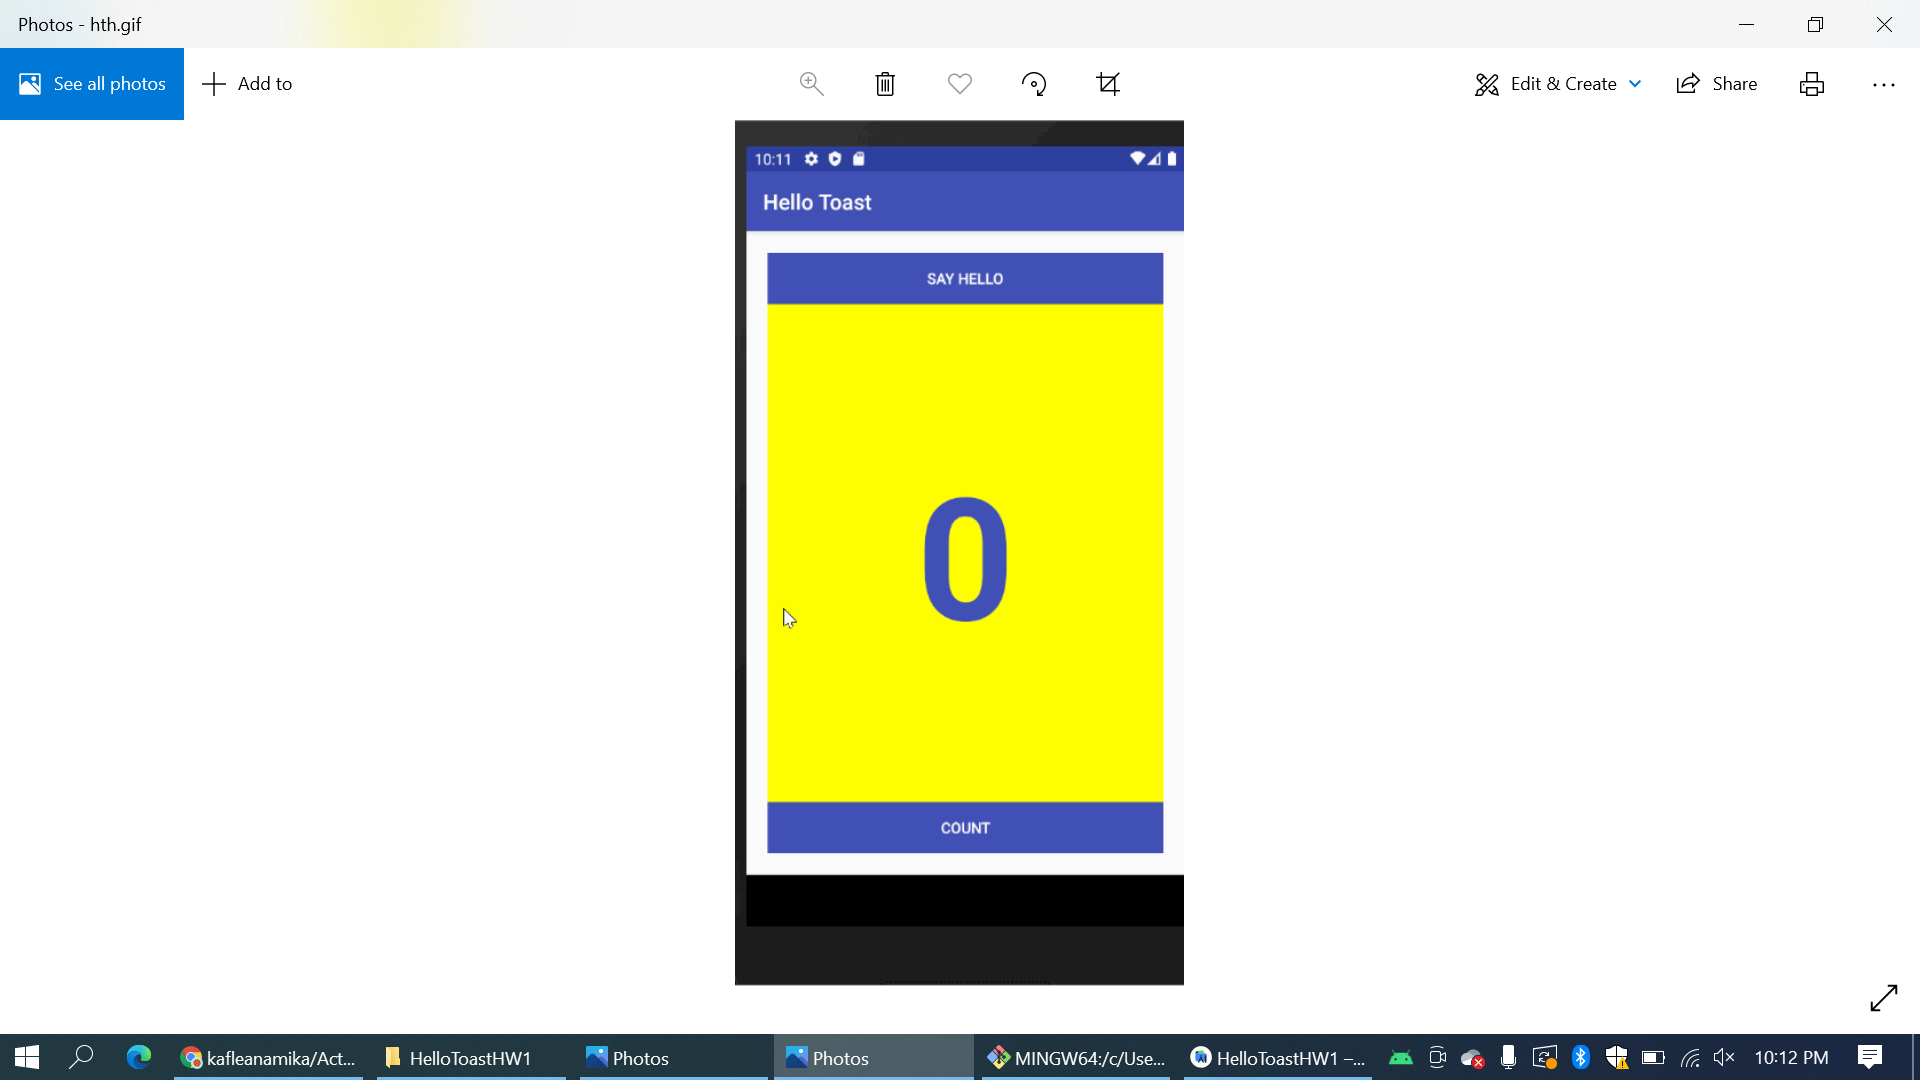 Photos - hth.gif
See all photos
Add to
Edit & Create
Share
10:11
Hello Toast
SAY HELLO
0
COUNT
kafleanamika/Act...
HelloToastHW1
Photos
Photos
MINGW64:/c/Use...
HelloToastHW1 –...
10:12 PM